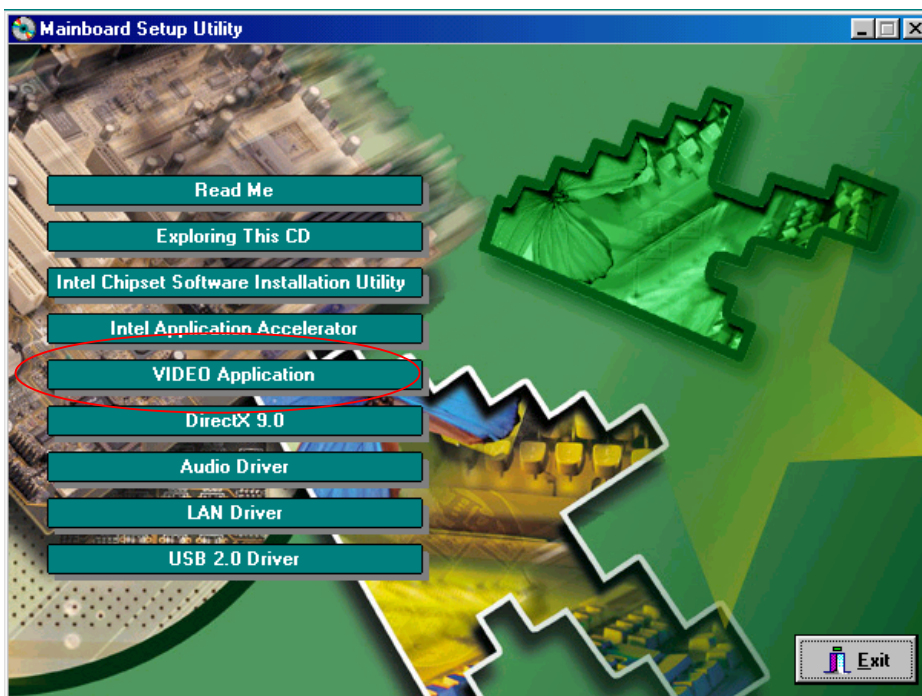 Mainboard Setup Utility
Read Me
Exploring This CD
Intel Chipset Software Installation Utility
Intel Application Accelerator
VIDEO Application
DirectX 9.0
Audio Driver
LAN Driver
USB 2.0 Driver
Exit